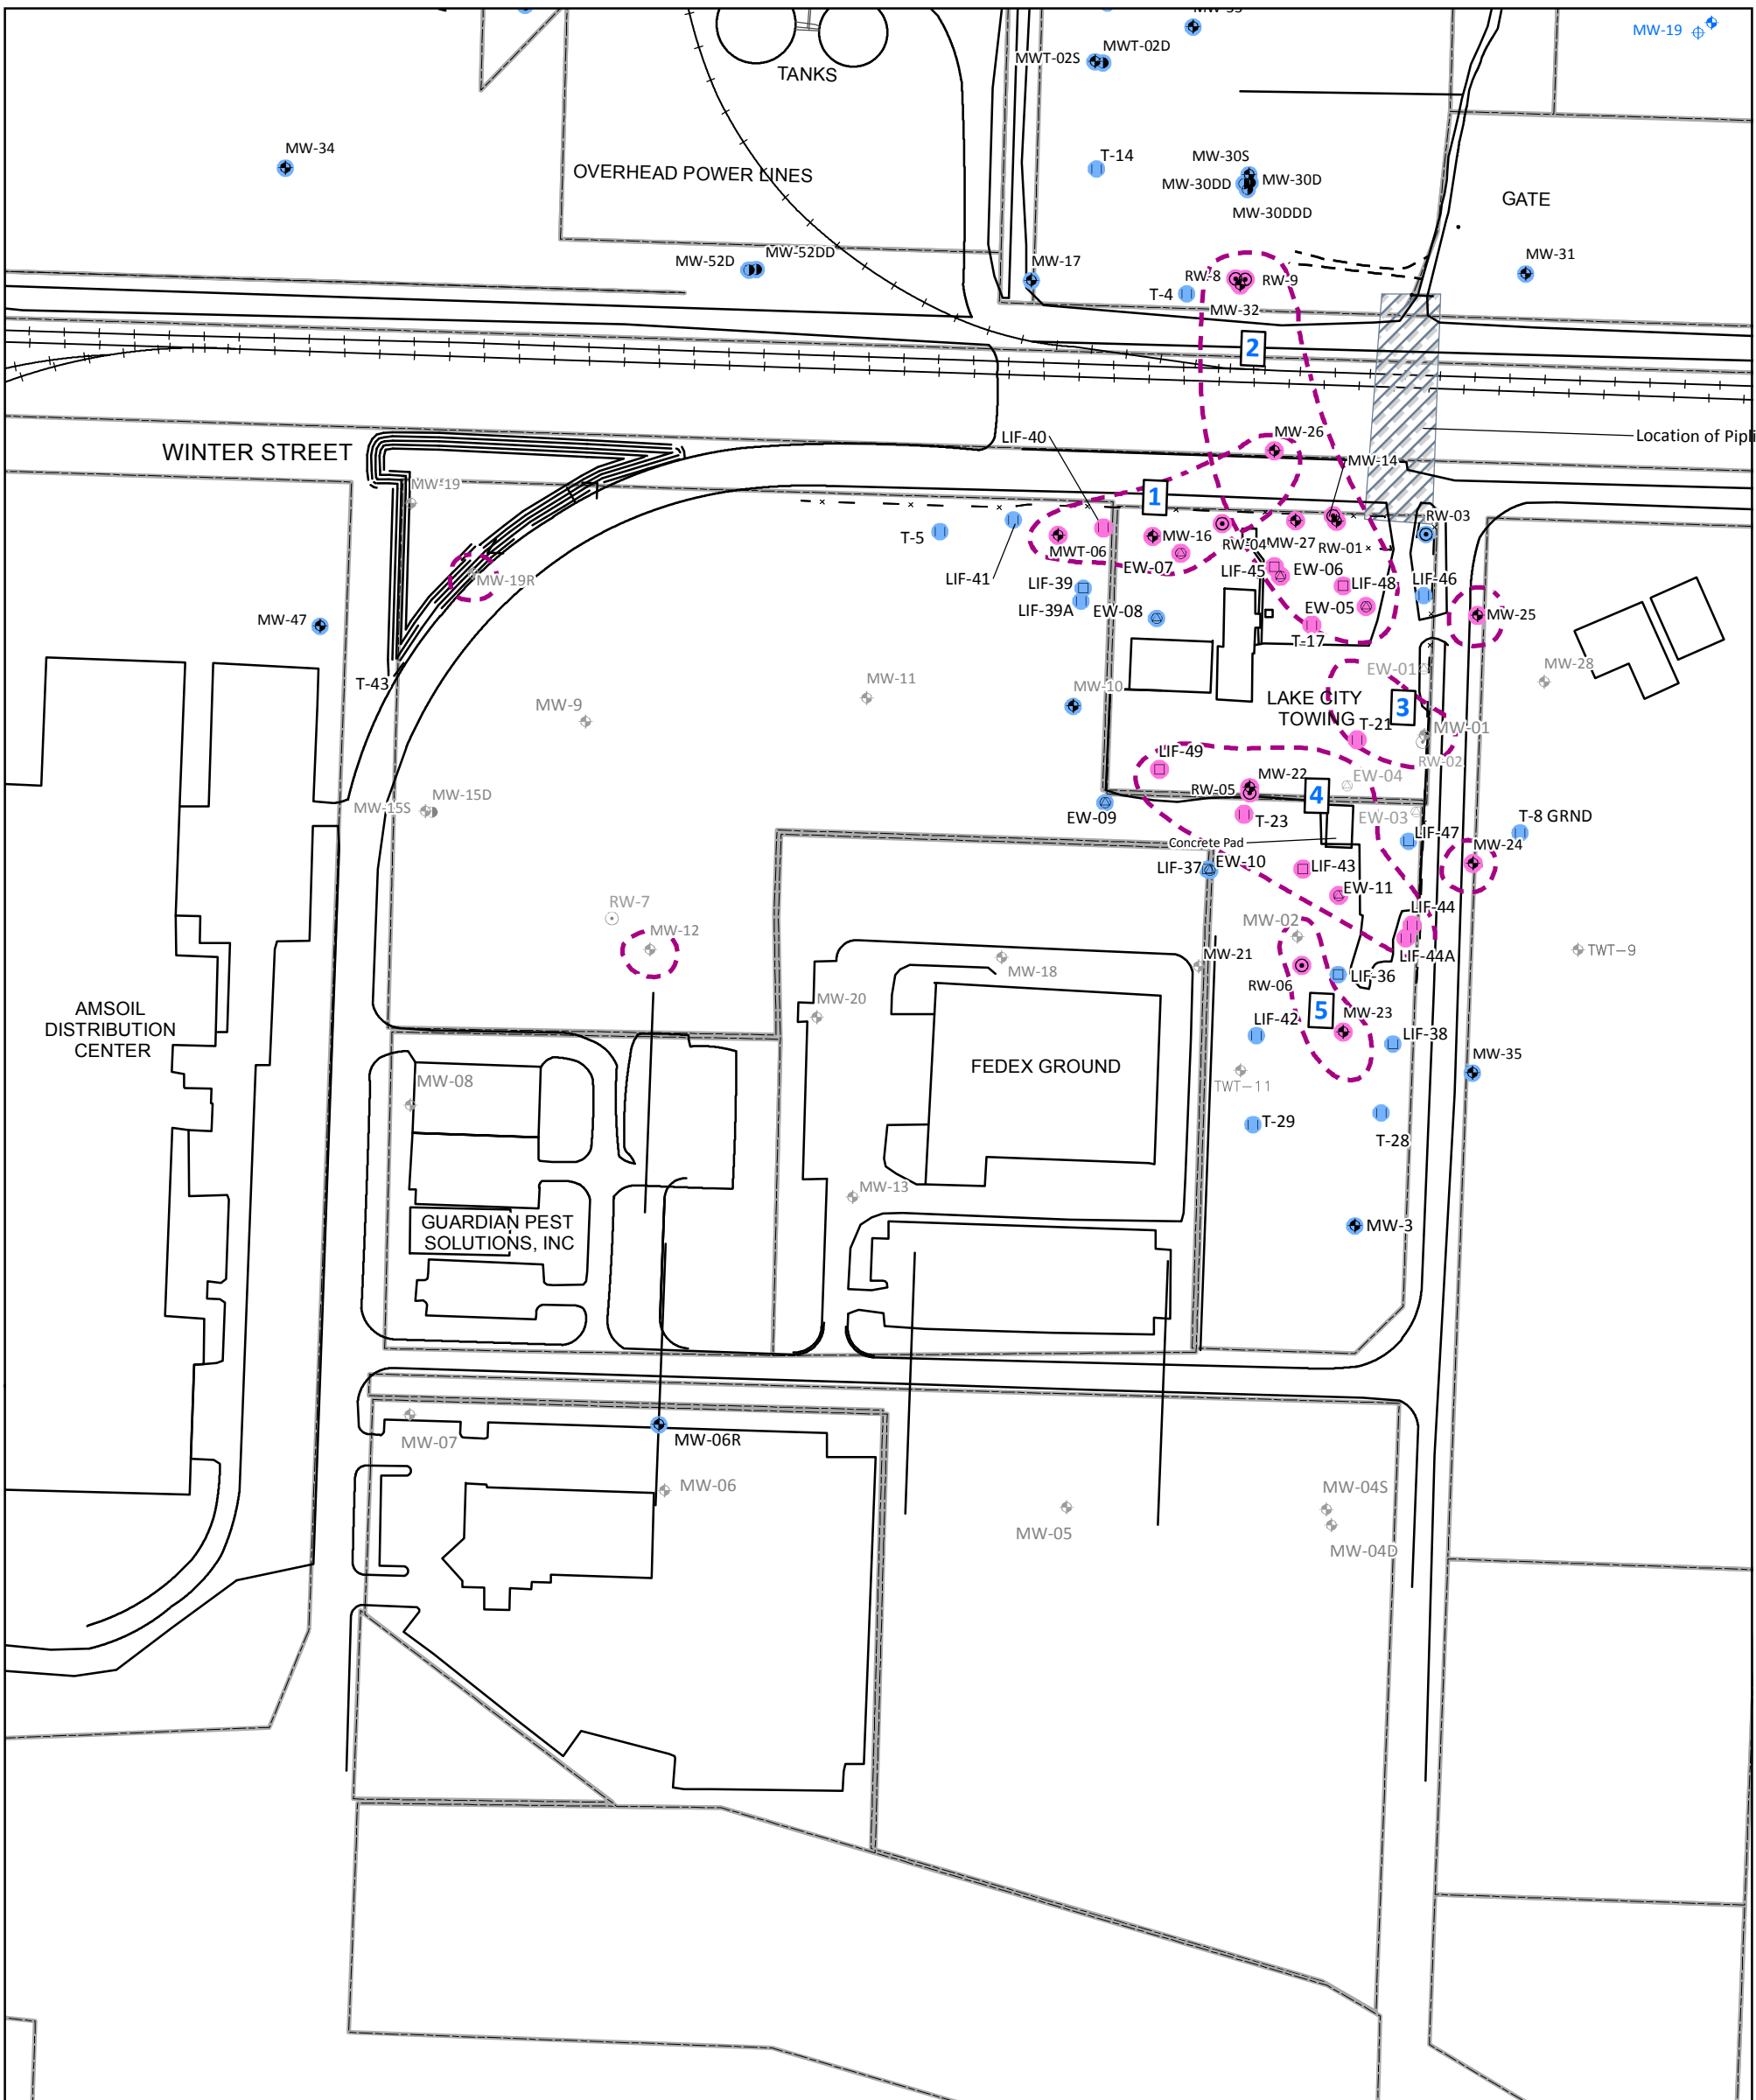 MW-19
MWT-02D
MWT-02S
TANKS
MW-34
T-14
MW-30S
OVERHEAD POWER LINES
MW-30DD
MW-30D
GATE
MW-30DDD
MW-52DD
MW-52D
MW-17
MW-31
RW-8
RW-9
T-4
MW-32
2
MW-26
LIF-40
Location of Pipli
WINTER STREET
MW-14
MW-19
1
RW-03
T-5
MW-16
MWT-06
RW-04
MW-27
RW-01
EW-07
LIF-45
EW-06
LIF-41
MW-19R
LIF-39
LIF-48
LIF-46
LIF-39A
EW-08
EW-05
MW-25
MW-47
T-17
MW-28
EW-01
T-43
MW-11
MW-10
LAKE CITY
TOWING
3
MW-9
T-21
MW-01
LIF-49
RW-02
MW-22
EW-04
RW-05
4
MW-15D
MW-15S
EW-09
T-23
EW-03
T-8 GRND
LIF-47
Concrete Pad
MW-24
LIF-37
EW-10
LIF-43
EW-11
RW-7
LIF-44
MW-02
MW-12
MW-21
TWT-9
LIF-44A
MW-18
LIF-36
RW-06
MW-20
AMSOIL
DISTRIBUTION
CENTER
5
MW-23
LIF-42
LIF-38
MW-35
FEDEX GROUND
MW-08
TWT-11
T-29
T-28
MW-13
GUARDIAN PEST
SOLUTIONS, INC
MW-3
MW-07
MW-06R
MW-06
MW-04S
MW-05
MW-04D